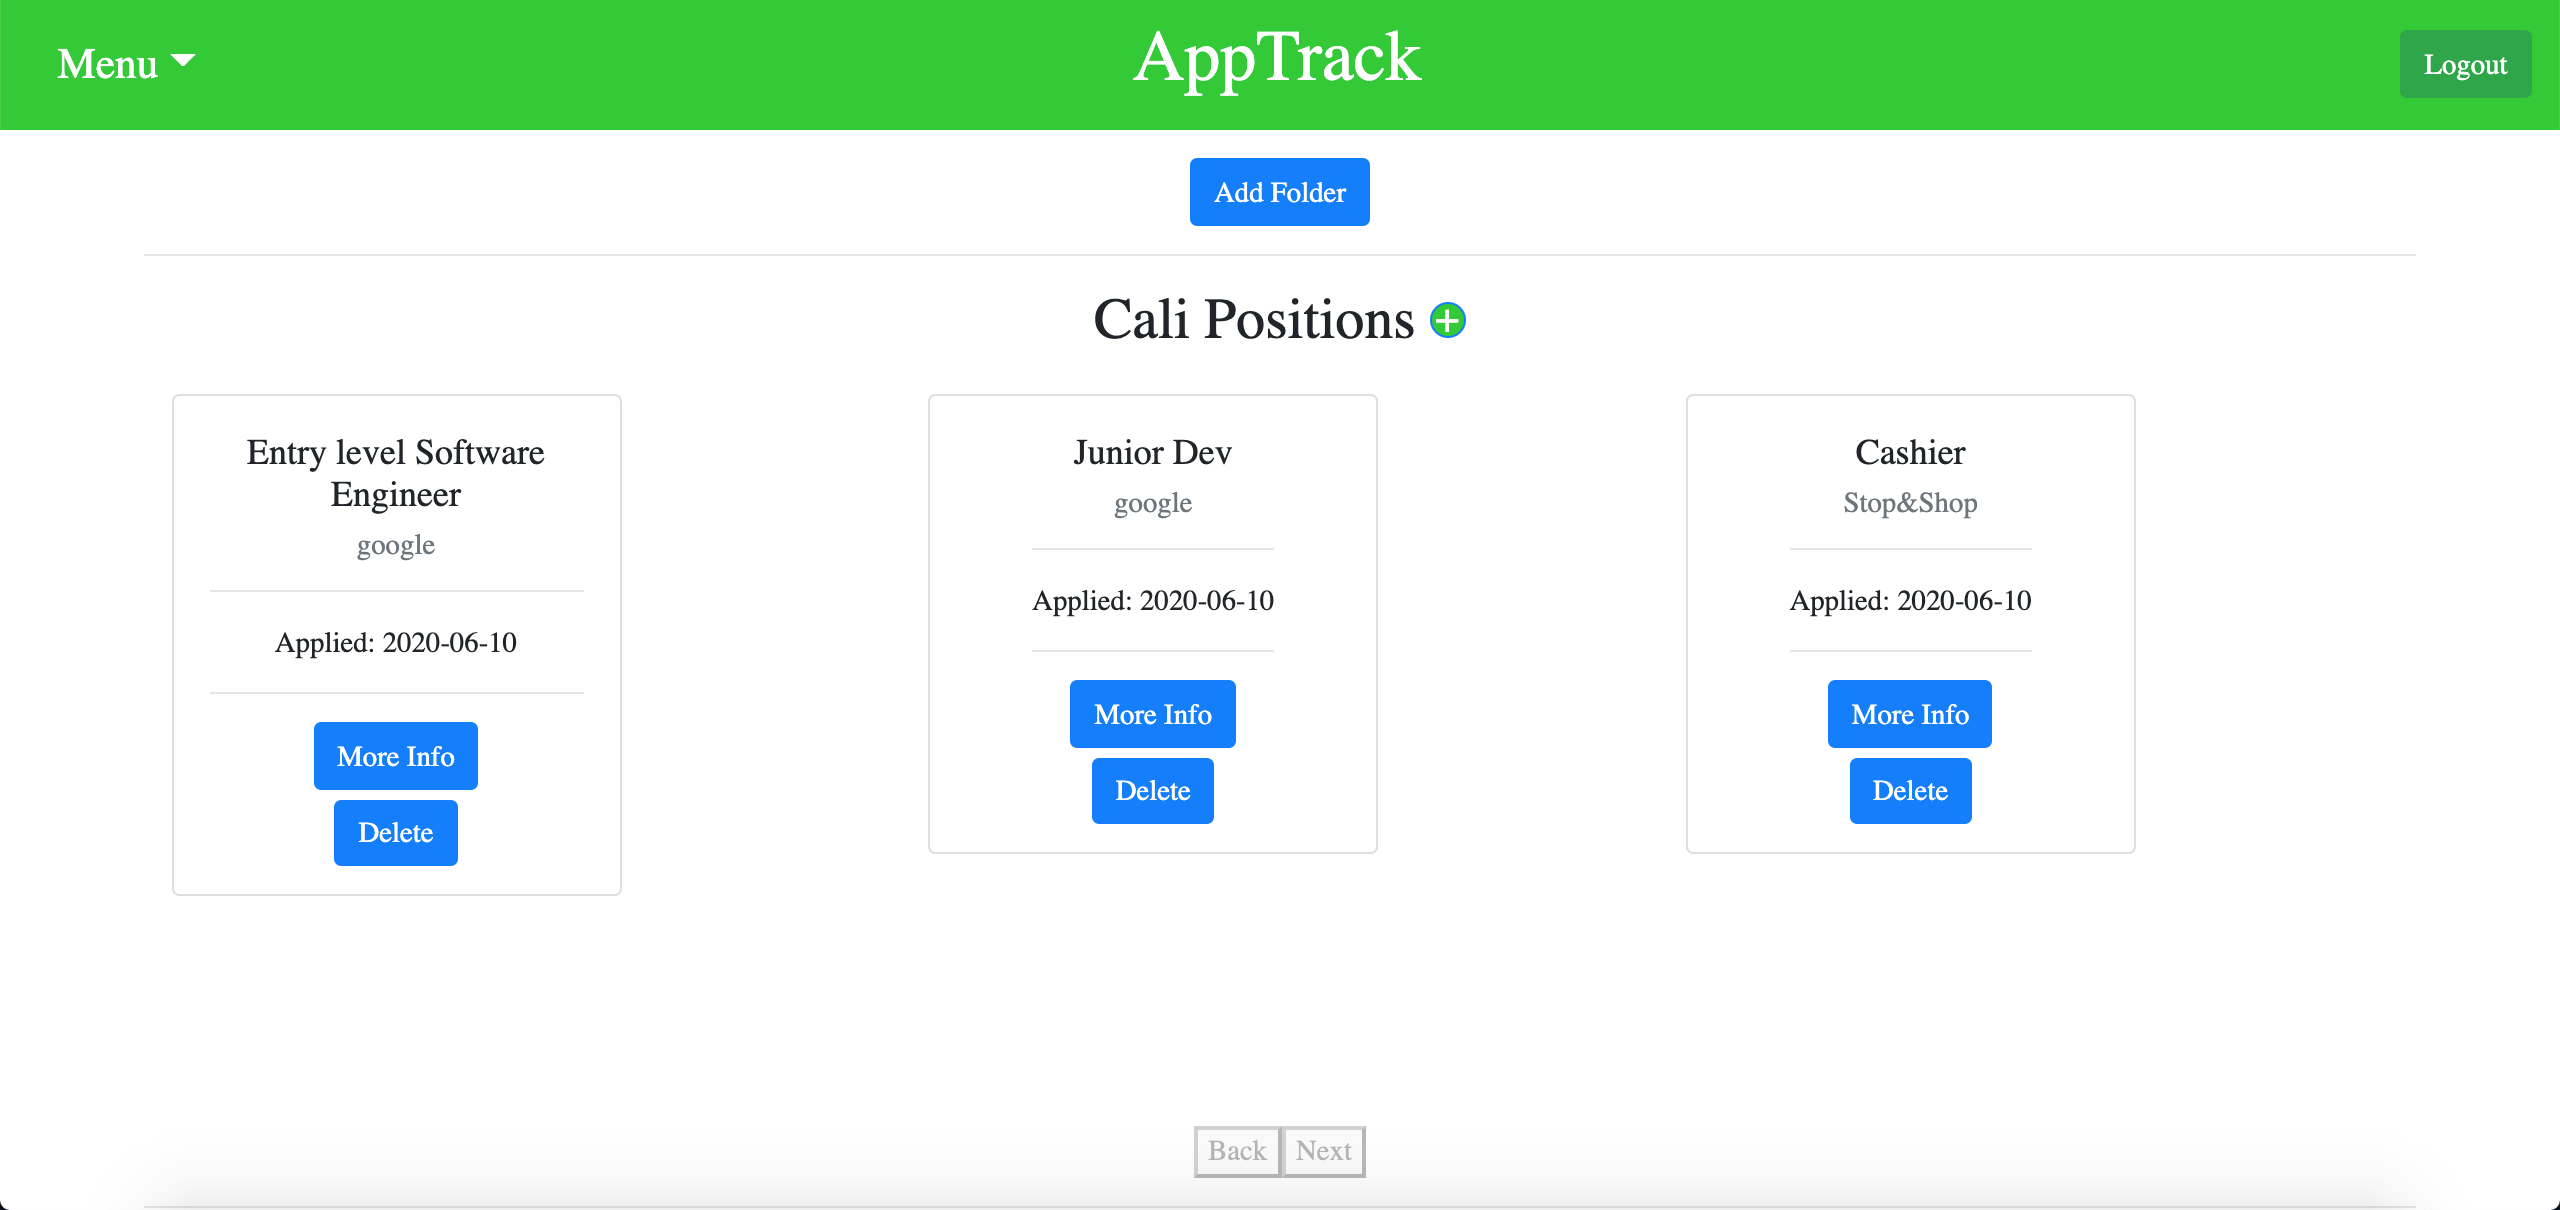 Menu
AppTrack
Logout
Add Folder
Cali Positions
Entry level Software
Engineer
google
Applied: 2020-06-10
More Info
Delete
Junior Dev
google
Applied: 2020-06-10
More Info
Delete
Cashier
Stop&Shop
Applied: 2020-06-10
More Info
Delete
Back
Next